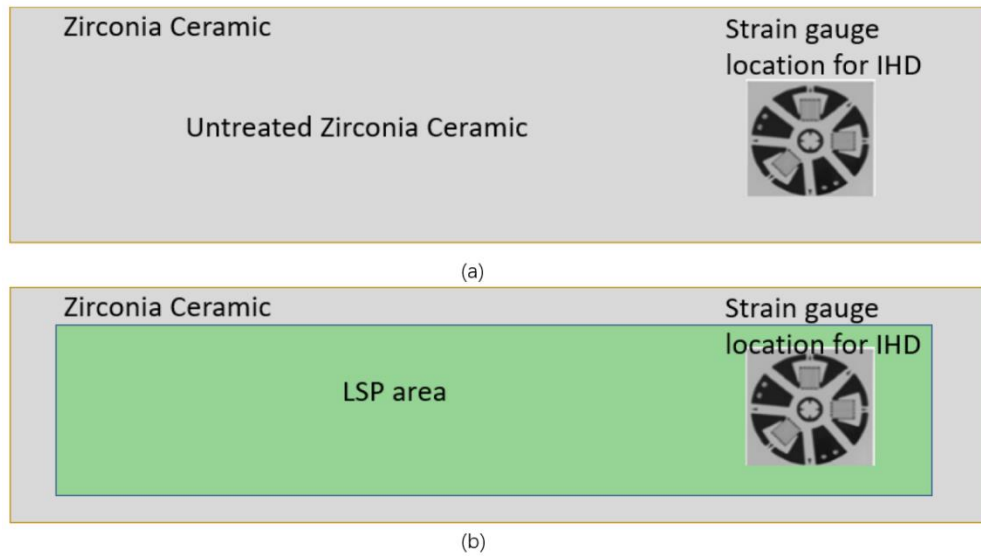 Zirconia Ceramic
Strain gauge
location for IHD
Untreated Zirconia Ceramic
(a)
Zirconia Ceramic
Strain gauge
location for IHD
LSP area
(b)